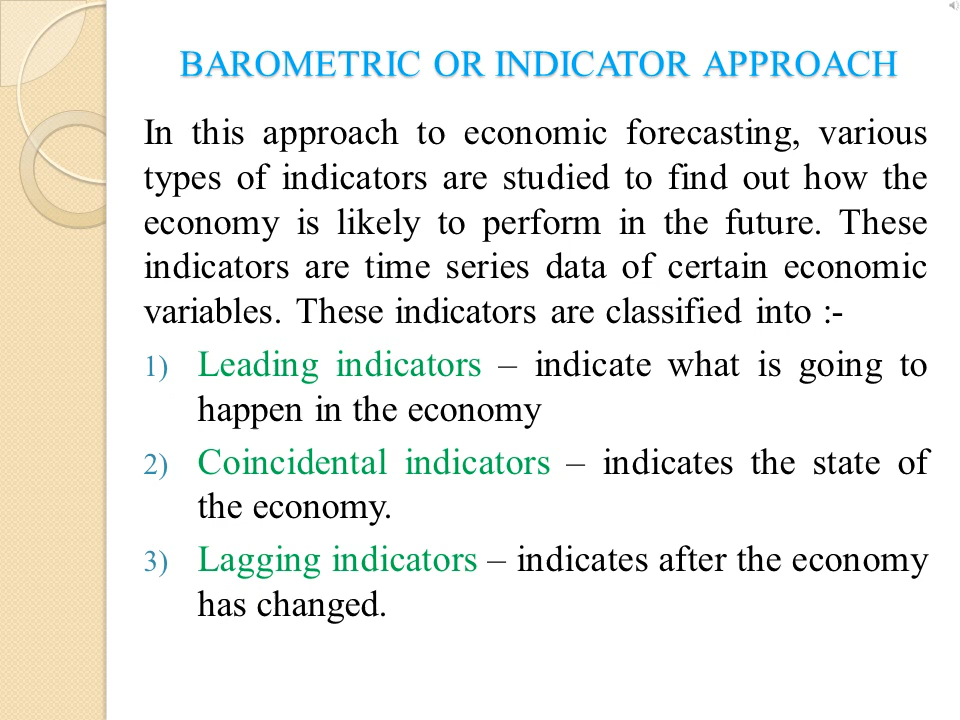 BAROMETRIC OR INDICATOR APPROACH
In this approach to economic forecasting, various
types of indicators are studied to find out how the
economy is likely to perform in the future. These
indicators are time series data of certain economic
variables. These indicators are classified into :-
1) Leading indicators – indicate what is going to
happen in the economy
2) Coincidental indicators – indicates the state of
the economy.
3) Lagging indicators – indicates after the economy
has changed.